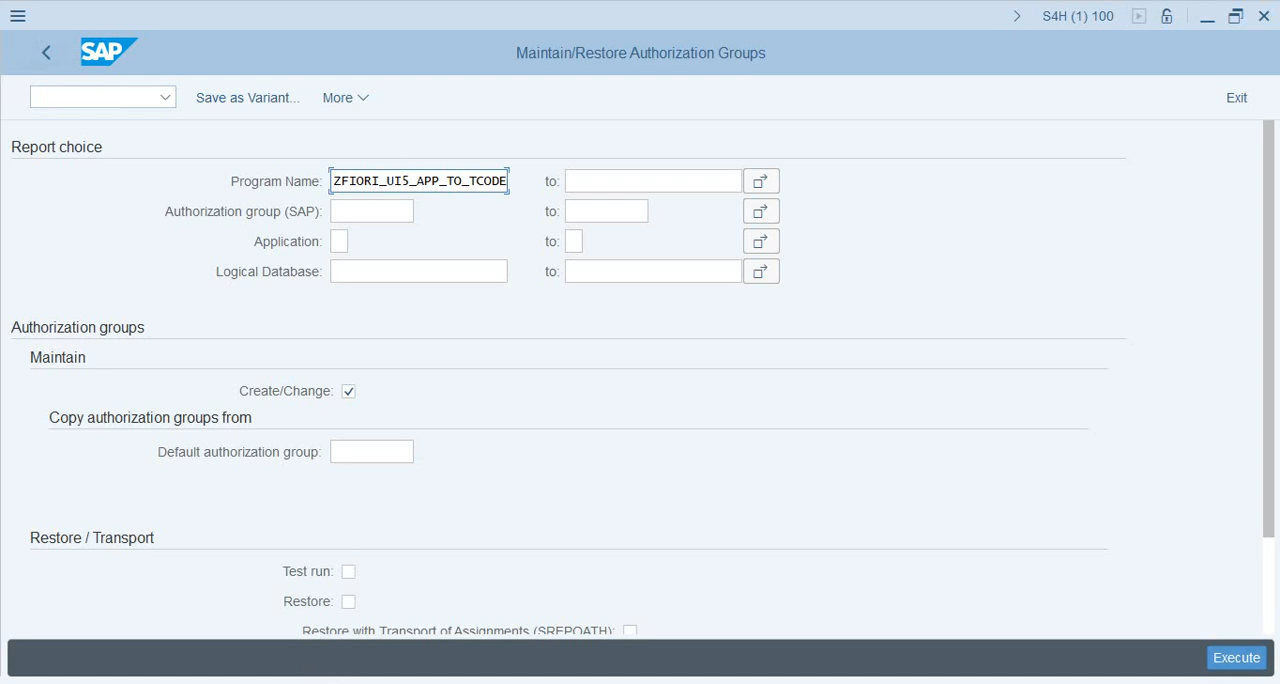 S4H (1) 100
SAP
Maintain/Restore Authorization Groups
Save as Variant... More Exit
Report choice
Program Name: ZFIORI_UI5_APP_TO_TCODE to:
Authorization group (SAP): to:
Application: to:
Logical Database: to:
Authorization groups
Maintain
Create/Change:
Copy authorization groups from
Default authorization group:
Restore / Transport
Test run:
Restore:
Restore with Transport of Assignments (SREPOATH):
Execute